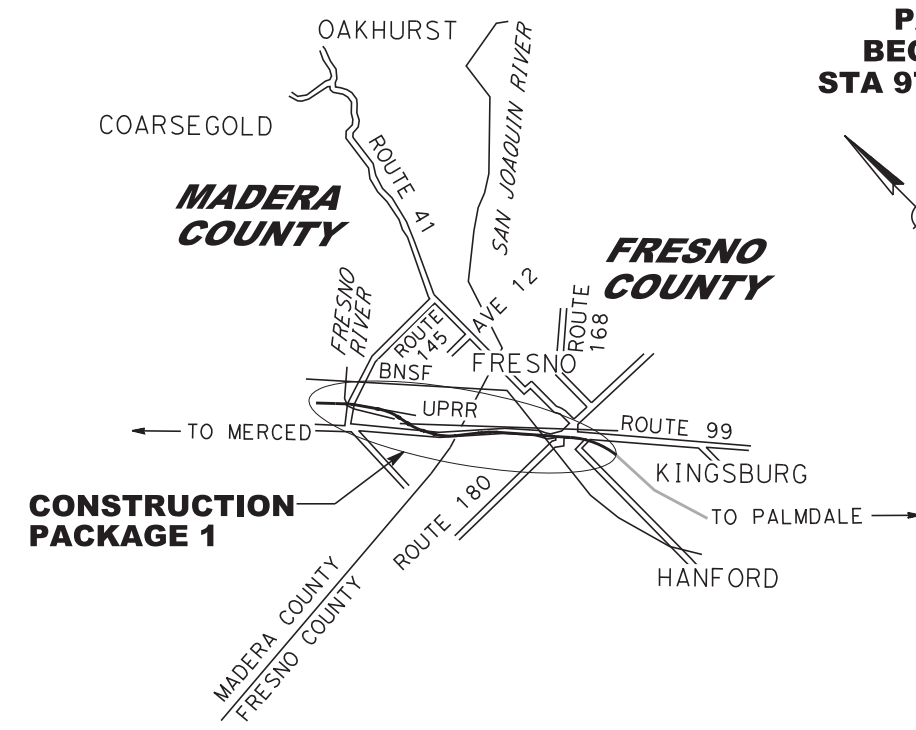 OAKHURST
COARSEGOLD
ROUTE 41
SAN JOAQUIN RIVER
MADERA
COUNTY
FRESNO
COUNTY
FRESNO
RIVER
ROUTE
145
AVE 12
ROUTE
168
FRESNO
BNSF
UPRR
ROUTE 99
TO MERCED
KINGSBURG
CONSTRUCTION
PACKAGE 1
ROUTE 180
TO PALMDALE
HANFORD
MADERA COUNTY
FRESNO COUNTY
STA